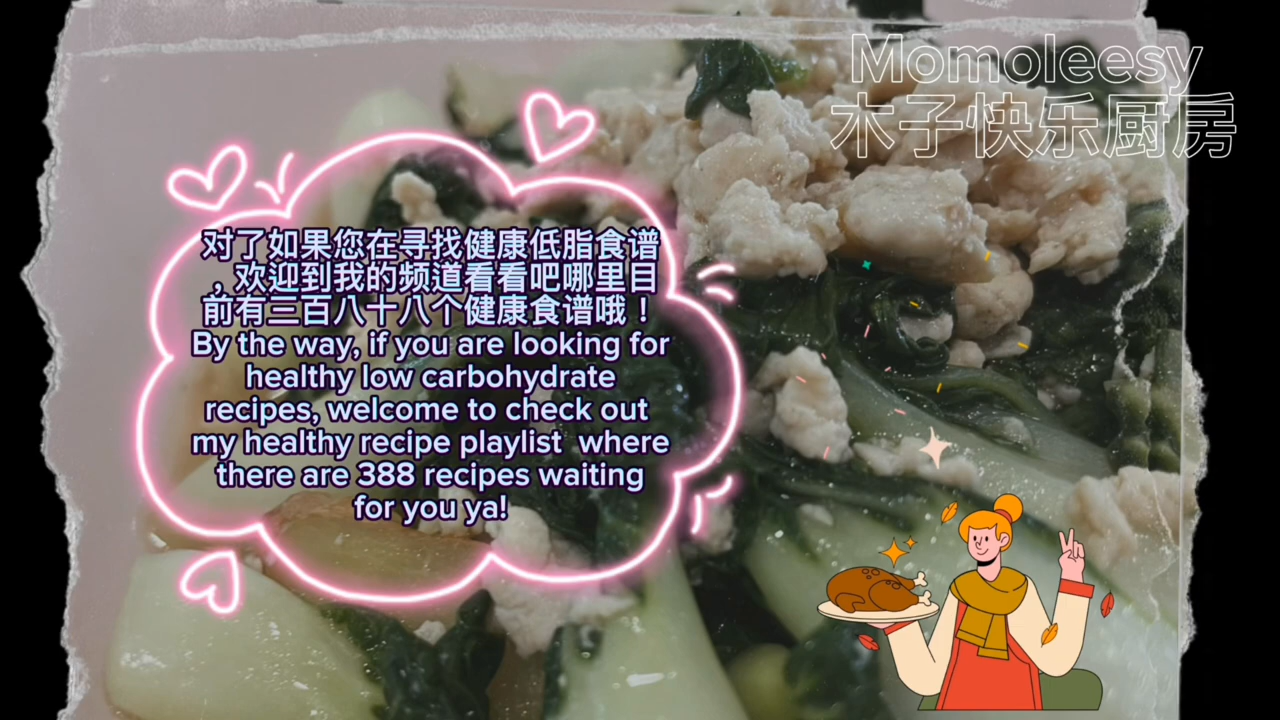 Momoleesy
木子快乐厨房
对了如果您在寻找健康低脂食谱
，欢迎到我的频道看看吧哪里目
前有三百八十八个健康食谱哦！
By the way, if you are looking for
healthy low carbohydrate
recipes, welcome to check out
my healthy recipe playlist where
there are 388 recipes waiting
for you ya!